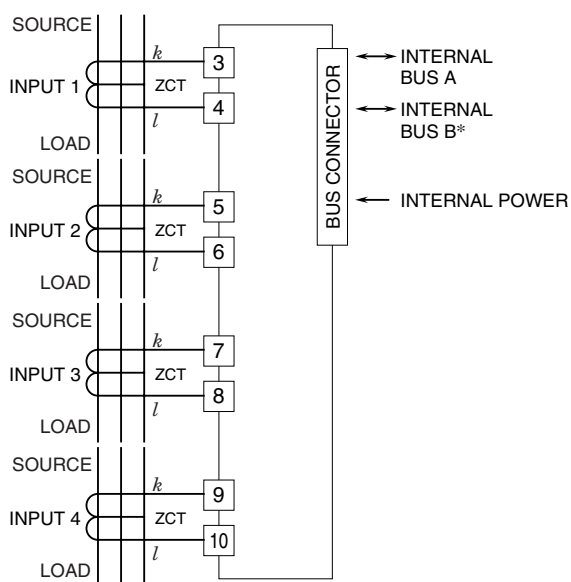 SOURCE
k
3
INPUT 1
ZCT
4
l
LOAD
SOURCE
k
5
INPUT 2
ZCT
6
l
LOAD
SOURCE
k
7
INPUT 3
ZCT
8
l
LOAD
SOURCE
k
9
INPUT 4
ZCT
10
l
LOAD
BUS CONNECTOR
INTERNAL
BUS A
INTERNAL
BUS B*
INTERNAL POWER